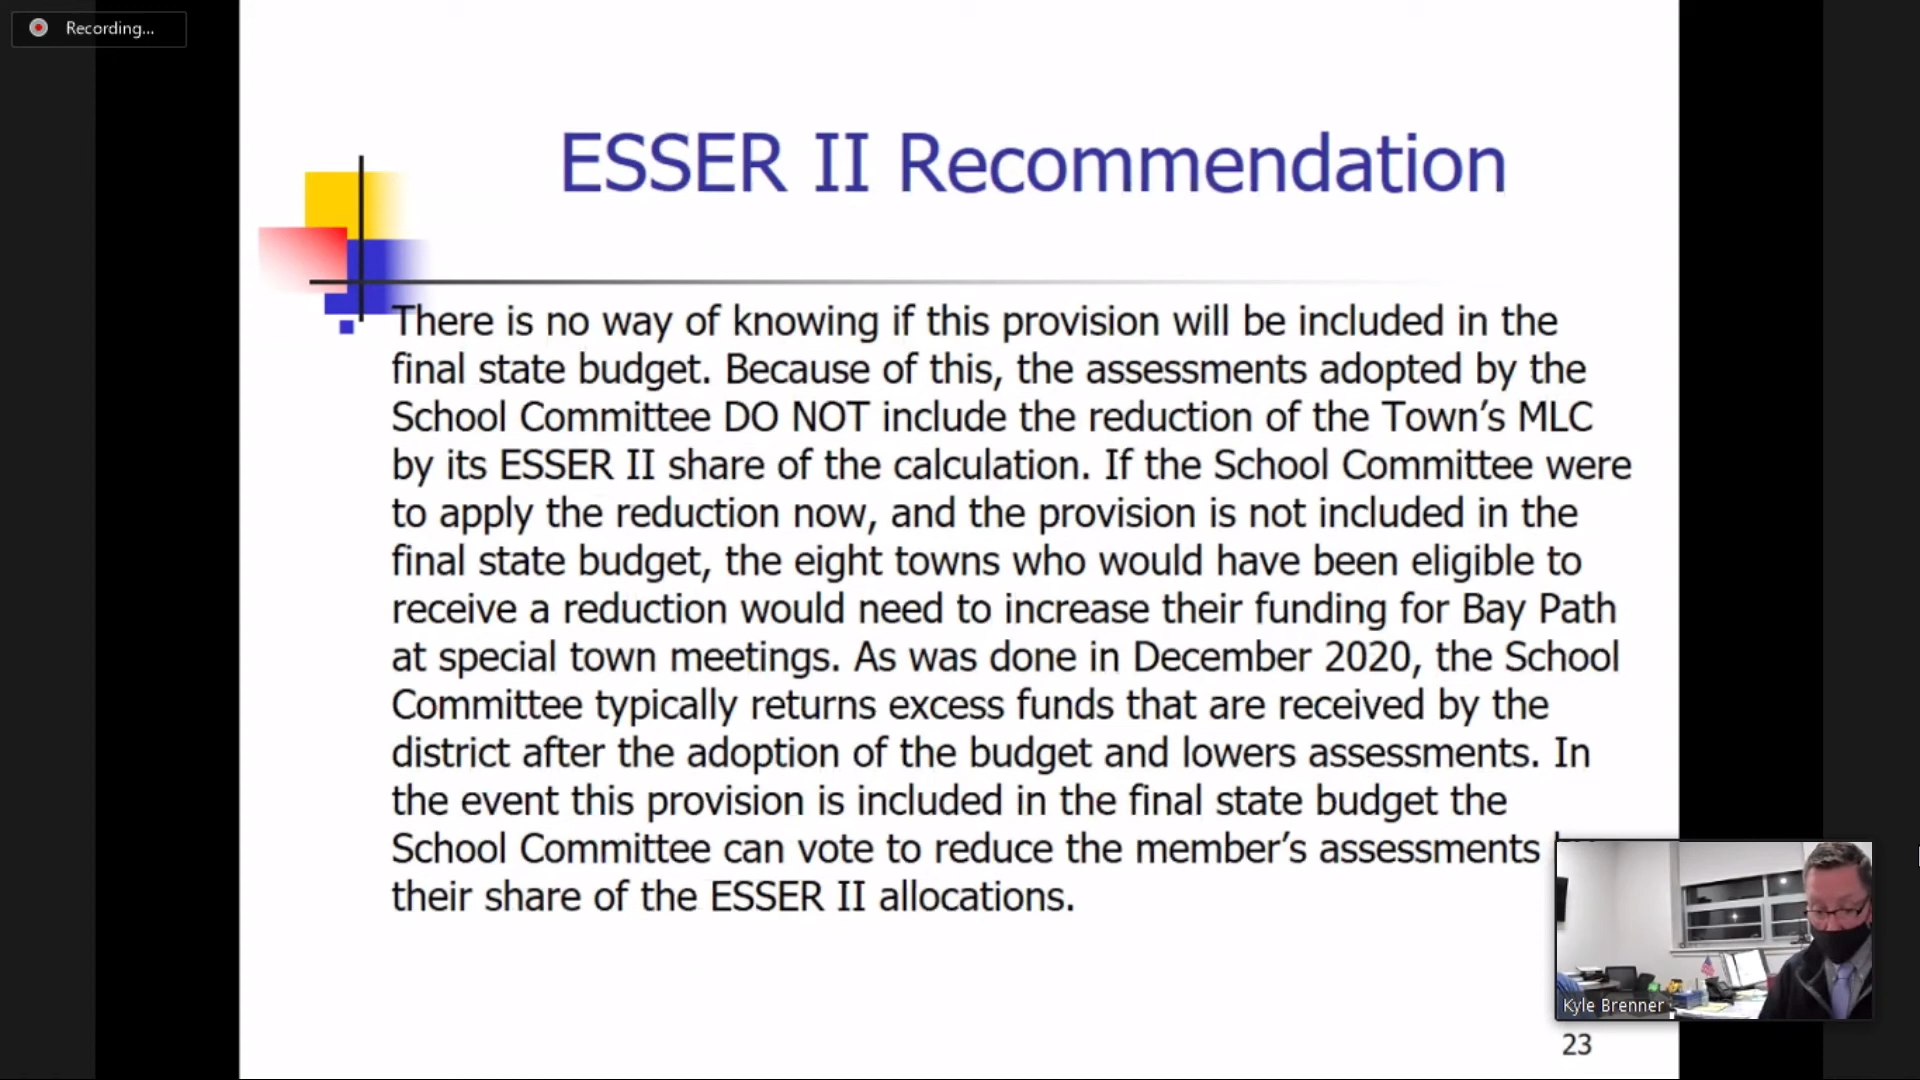 Recording...
ESSER II Recommendation
There is no way of knowing if this provision will be included in the
final state budget. Because of this, the assessments adopted by the
School Committee DO NOT include the reduction of the Town’s MLC
by its ESSER II share of the calculation. If the School Committee were
to apply the reduction now, and the provision is not included in the
final state budget, the eight towns who would have been eligible to
receive a reduction would need to increase their funding for Bay Path
at special town meetings. As was done in December 2020, the School
Committee typically returns excess funds that are received by the
district after the adoption of the budget and lowers assessments. In
the event this provision is included in the final state budget the
School Committee can vote to reduce the member’s assessments
their share of the ESSER II allocations.
Kyle Brenner
23